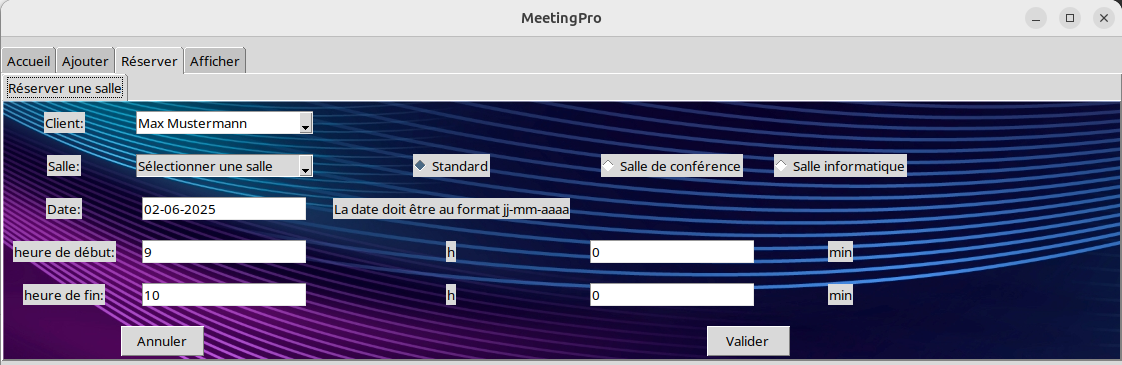 MeetingPro
Accueil Ajouter Réserver Afficher
Réserver une salle
Client: Max Mustermann
Salle: Sélectionner une salle Standard Salle de conférence Salle informatique
Date: 02-06-2025 La date doit être au format jj-mm-aaaa
heure de début: 9 h 0 min
heure de fin: 10 h 0 min
Annuler Valider